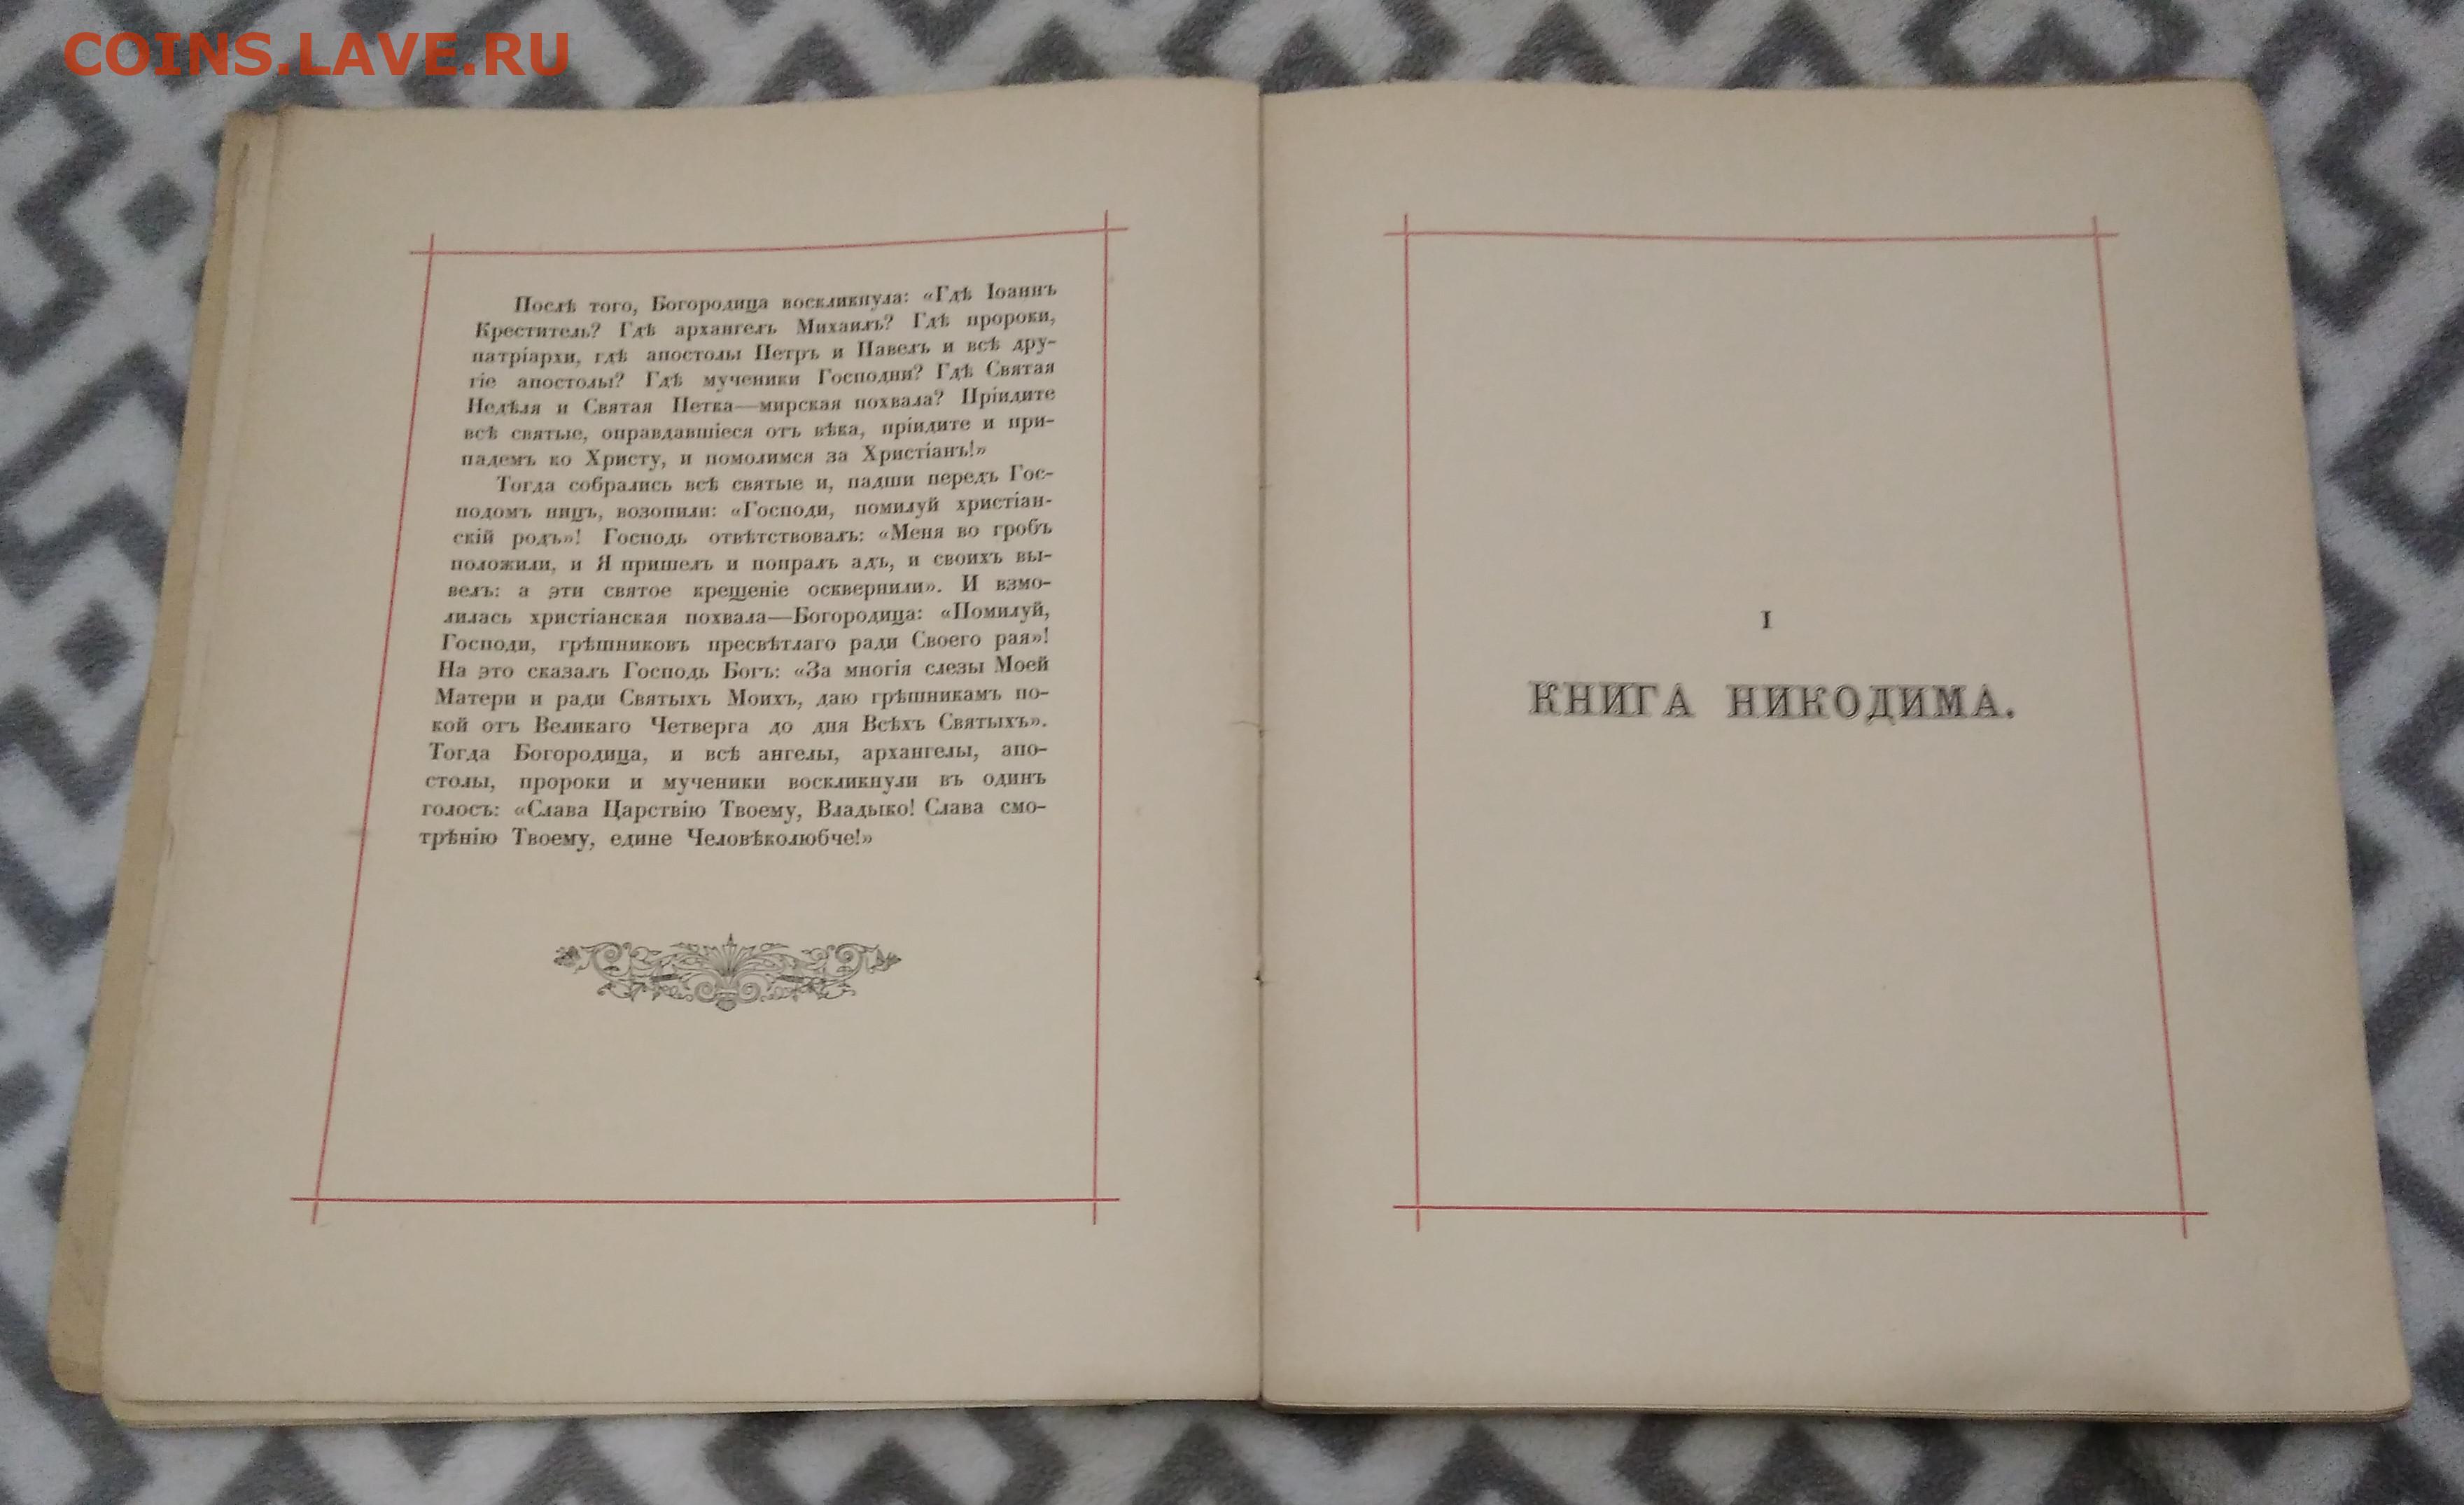 COINS.LAVE.RU
Послѣ того, Богородица воскликнула: «Гдѣ Іоаннъ
Креститель? Гдѣ архангелъ Михаилъ? Гдѣ пророки,
патріархи, гдѣ апостолы Петръ и Павелъ и всѣ дру-
гіе апостолы? Гдѣ мученики Господни? Гдѣ Святая
Недѣля и Святая Петка—мирская похвала? Пріидите
всѣ святые, оправдавшіеся отъ вѣка, пріидите и при-
падемъ ко Христу, и помолимся за Христіанъ!»
Тогда собрались всѣ святые и, падши передъ Гос-
подомъ ницъ, возопили: «Господи, помилуй христіан-
скій родъ»! Господь отвѣтствовалъ: «Меня во гробъ
положили, и Я пришелъ и попралъ адъ, и своихъ вы-
велъ: а эти святое крещеніе осквернили». И взмо-
лилась христіанская похвала—Богородица: «Помилуй,
Господи, грѣшниковъ пресвѣтлаго ради Своего рая»!
На это сказалъ Господь Богъ: «За многія слезы Моей
Матери и ради Святыхъ Моихъ, даю грѣшникамъ по-
кой отъ Великаго Четверга до дня Всѣхъ Святыхъ».
Тогда Богородица, и всѣ ангелы, архангелы, апо-
столы, пророки и мученики воскликнули въ одинъ
голосъ: «Слава Царствію Твоему, Владыко! Слава смо-
трѣнію Твоему, едине Человѣколюбче!»
I
КНИГА НИКОДИМА.